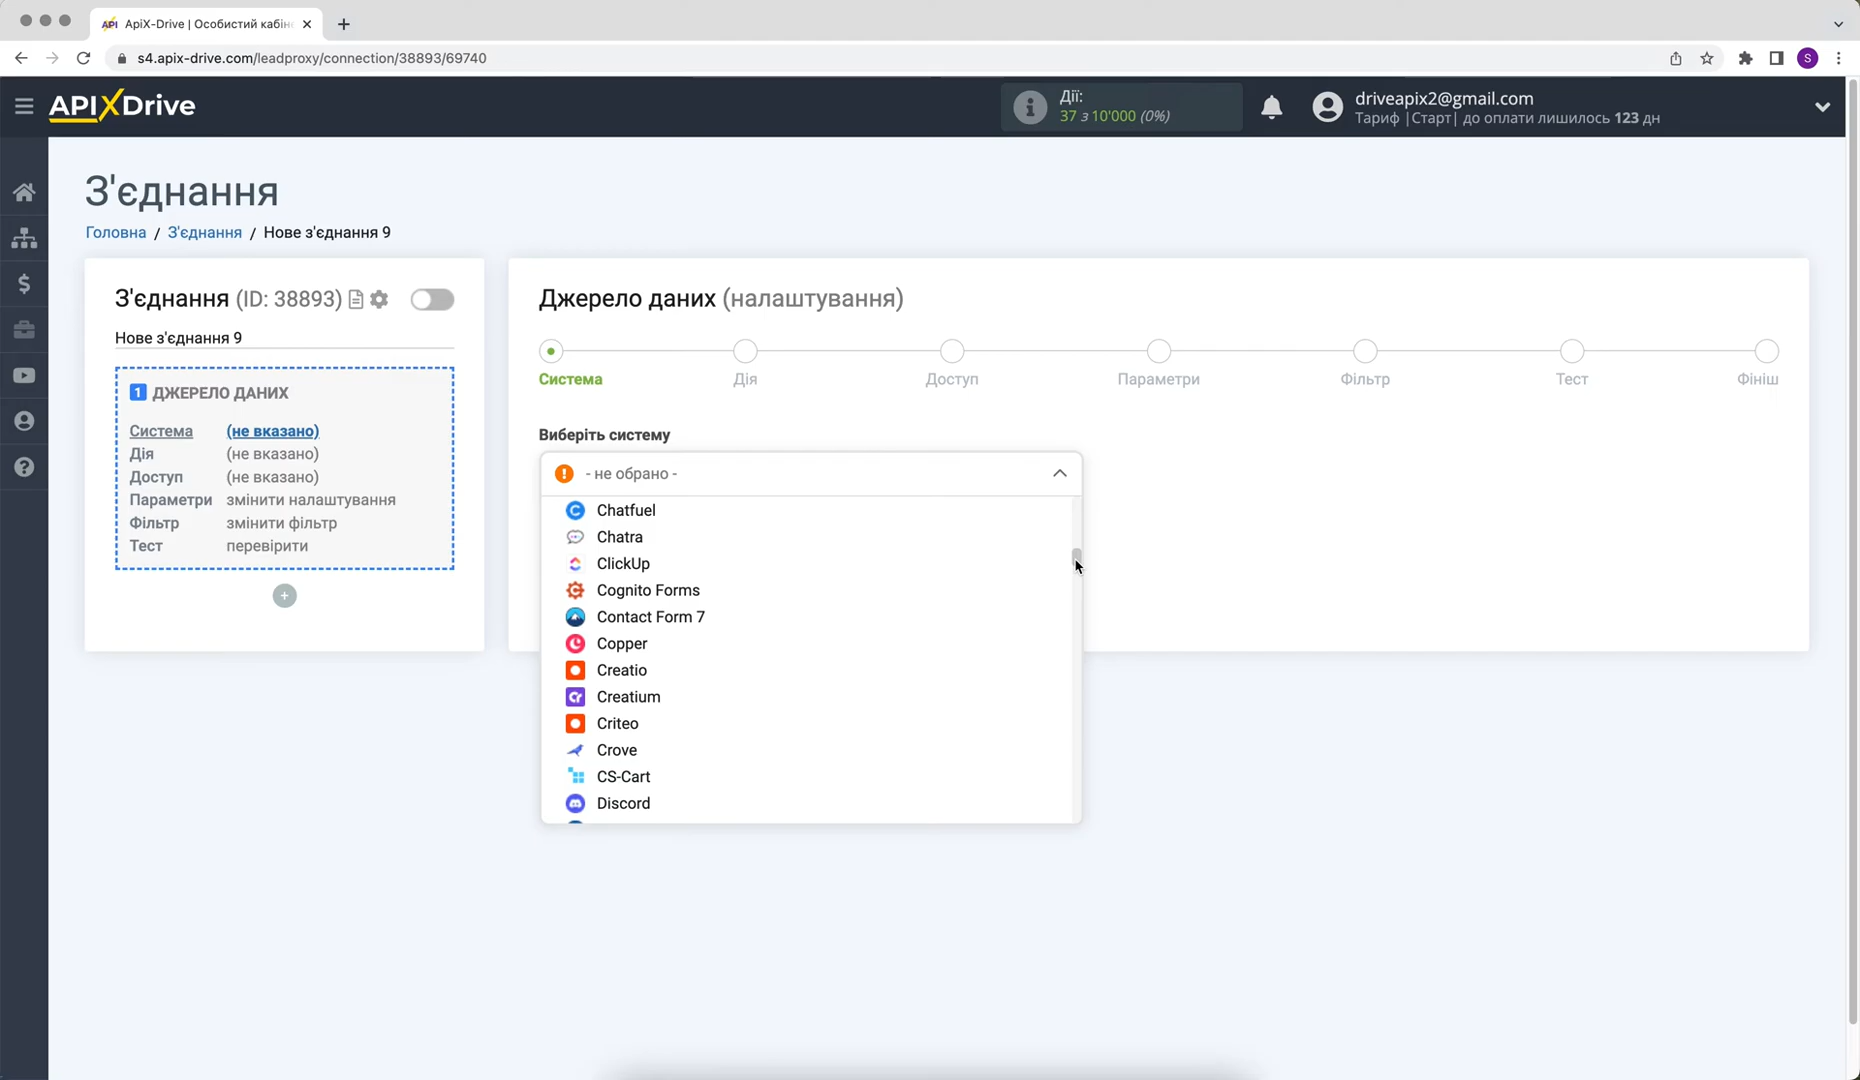 ApiX-Drive | Особистий кабін
s4.apix-drive.com/leadproxy/connection/38893/69740
S
APIXDrive
Дії:
37 з 10'000 (0%)
driveapix2@gmail.com
Тариф |Старт| до оплати лишилось 123 дн
З'єднання
Головна / З'єднання / Нове з'єднання 9
З'єднання (ID: 38893)
Нове з'єднання 9
1 ДЖЕРЕЛО ДАНИХ
Система (не вказано)
Дія (не вказано)
Доступ (не вказано)
Параметри змінити налаштування
Фільтр змінити фільтр
Тест перевірити
Джерело даних (налаштування)
Система Дія Доступ Параметри Фільтр Тест Фініш
Виберіть систему
- не обрано -
Chatfuel
Chatra
ClickUp
Cognito Forms
Contact Form 7
Copper
Creatio
Creatium
Criteo
Crove
CS-Cart
Discord